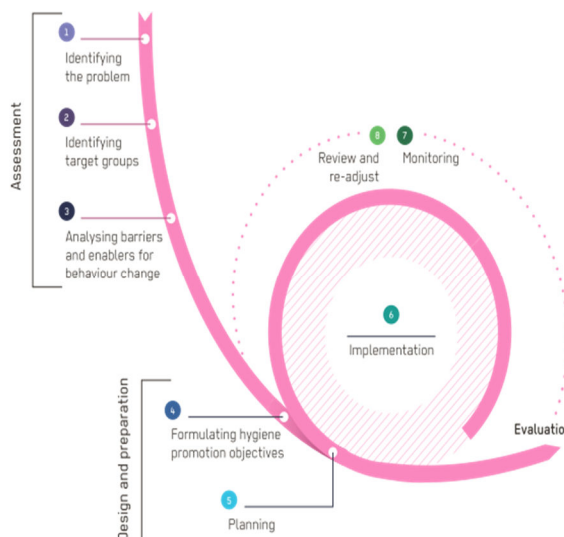 Assessment
1
Identifying
the problem
2
Identifying
target groups
3
Analysing barriers
and enablers for
behaviour change
8
7
Review and
re-adjust
Monitoring
6
Implementation
Design and preparation
4
Formulating hygiene
promotion objectives
5
Planning
Evaluatio